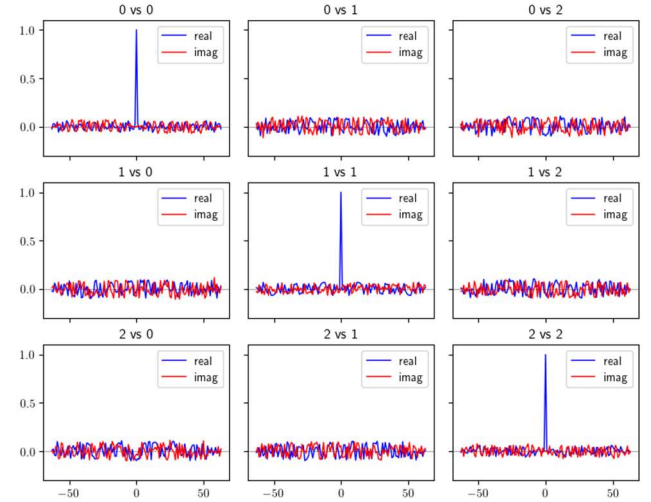 0 vs 0 0 vs 1 0 vs 2
1.0 real real real
imag imag imag
0.5
0.0
1 vs 0 1 vs 1 1 vs 2
1.0 real real real
imag imag imag
0.5
0.0
2 vs 0 2 vs 1 2 vs 2
1.0 real real real
imag imag imag
0.5
0.0
−50 0 50 −50 0 50 −50 0 50